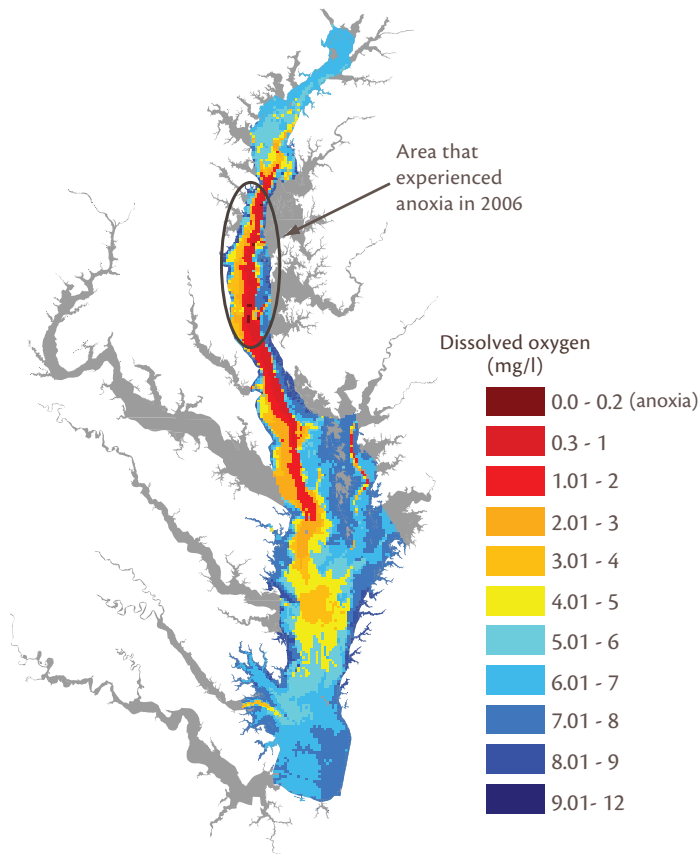 Area that
experienced
anoxia in 2006
Dissolved oxygen
(mg/l)
0.0 - 0.2 (anoxia)
0.3 - 1
1.01 - 2
2.01 - 3
3.01 - 4
4.01 - 5
5.01 - 6
6.01 - 7
7.01 - 8
8.01 - 9
9.01- 12